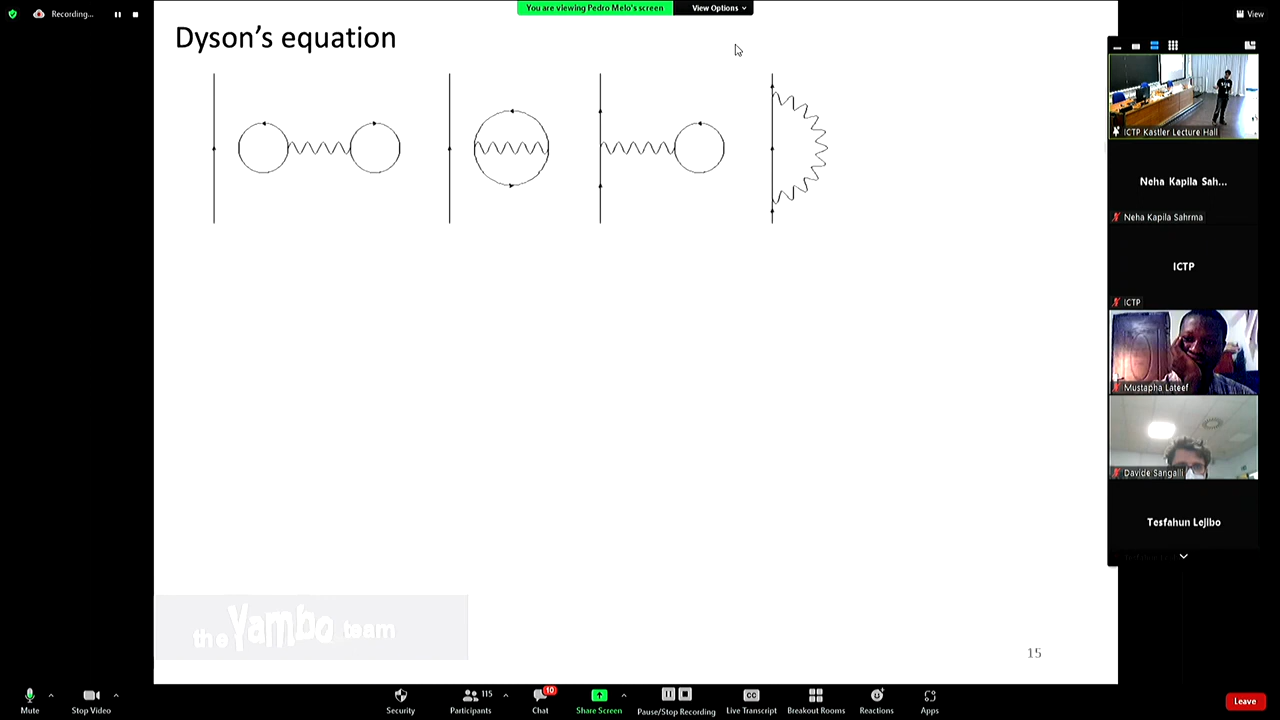 Recording...
You are viewing Pedro Melo's screen
View Options
View
Dyson's equation
ICTP Kastler Lecture Hall
Neha Kapila Sah...
Neha Kapila Sahrma
ICTP
ICTP
Mustapha Lateef
Davide Sangalli
Tesfahun Lejibo
the Yambo team
15
Mute
Stop Video
Security
Participants
115
Chat
10
Share Screen
Pause/Stop Recording
Live Transcript
CC
Breakout Rooms
Reactions
Apps
Leave